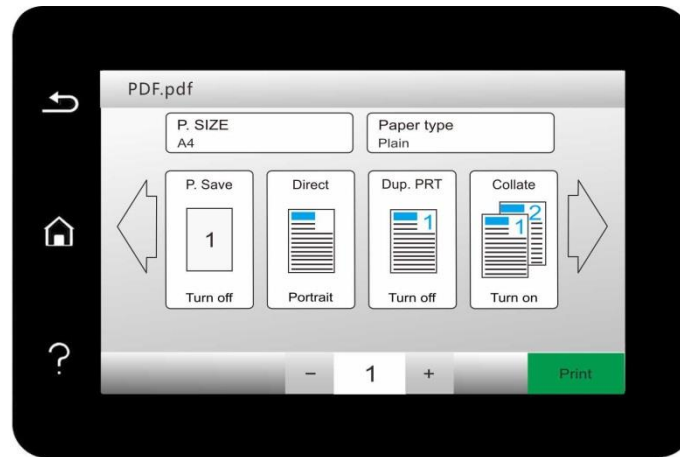 PDF.pdf
P. SIZE
A4
Paper type
Plain
P. Save
1
Turn off
Direct
Portrait
Dup. PRT
1
Turn off
Collate
1
2
Turn on
?
−
1
+
Print